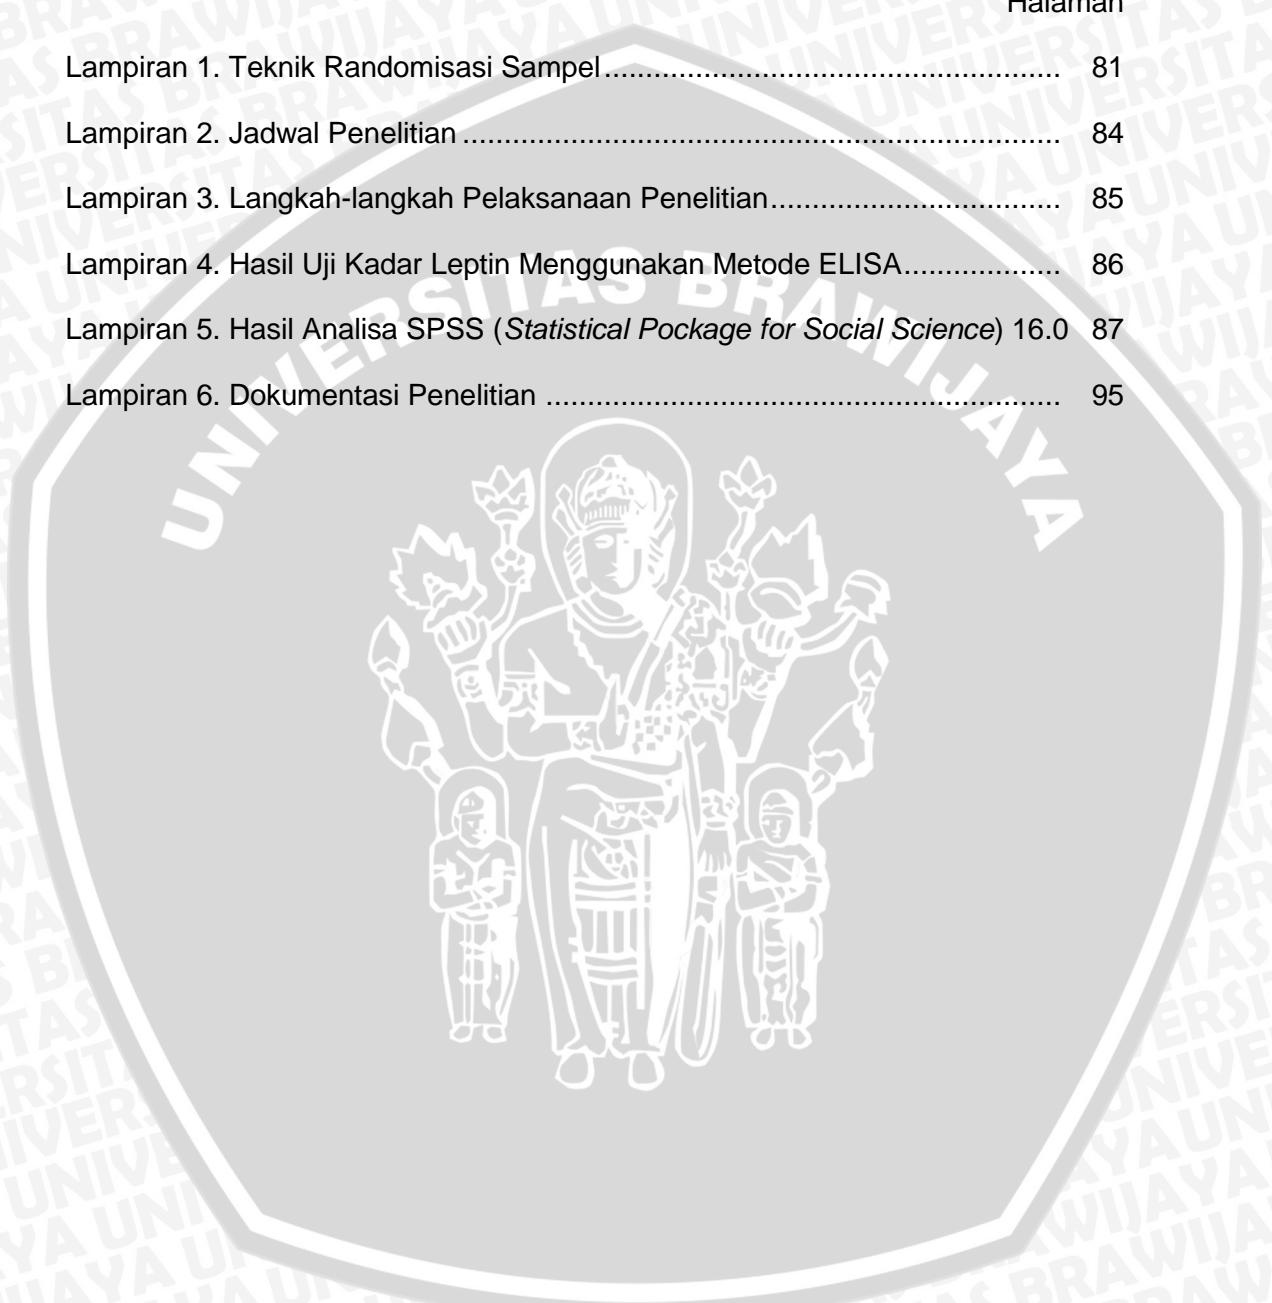 Halaman
Lampiran 1. Teknik Randomisasi Sampel....................................................... 81
Lampiran 2. Jadwal Penelitian ........................................................................ 84
Lampiran 3. Langkah-langkah Pelaksanaan Penelitian................................... 85
Lampiran 4. Hasil Uji Kadar Leptin Menggunakan Metode ELISA................... 86
Lampiran 5. Hasil Analisa SPSS (Statistical Pockage for Social Science) 16.0 87
Lampiran 6. Dokumentasi Penelitian .............................................................. 95
UNIVERSITAS BRAWIJAYA